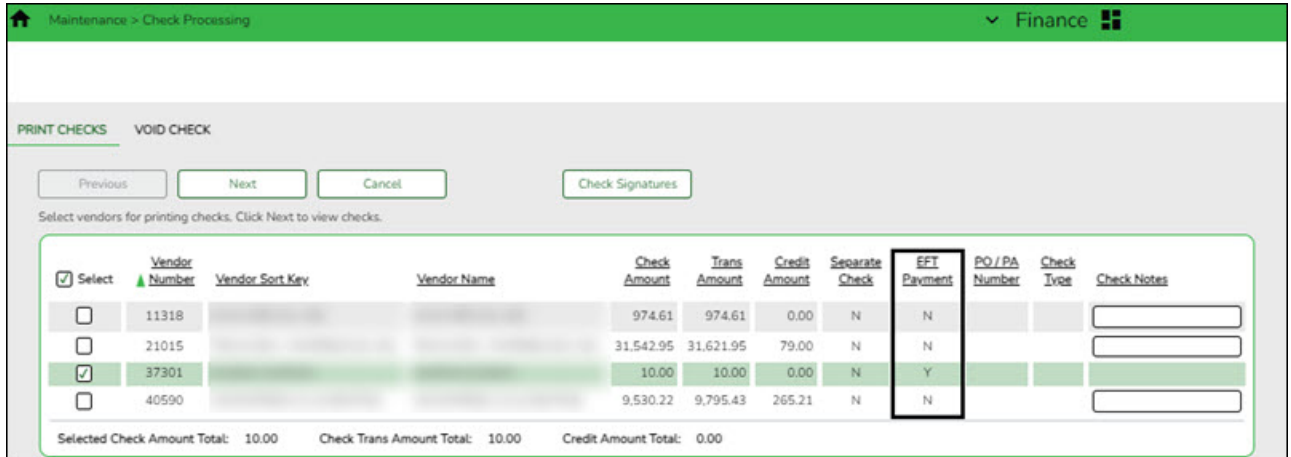 Maintenance > Check Processing
Finance
PRINT CHECKS VOID CHECK
Previous Next Cancel Check Signatures
Select vendors for printing checks. Click Next to view checks.
Select Vendor Number Vendor Sort Key Vendor Name Check Amount Trans Amount Credit Amount Separate Check EFT Payment PO / PA Number Check Type Check Notes
11318 974.61 974.61 0.00 N N
21015 31,542.95 31,621.95 79.00 N N
37301 10.00 10.00 0.00 N Y
40590 9,530.22 9,795.43 265.21 N N
Selected Check Amount Total: 10.00 Check Trans Amount Total: 10.00 Credit Amount Total: 0.00